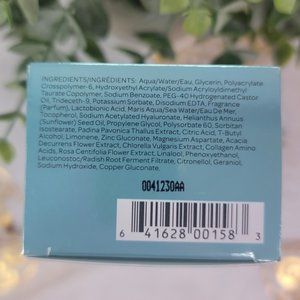 INGREDIENTS/INGRÉDIENTS: Aqua/Water/Eau, Glycerin, Polyacrylate
Crosspolymer-6, Hydroxyethyl Acrylate/Sodium Acryloyldimethyl
Taurate Copolymer, Sodium Benzoate, PEG-40 Hydrogenated Castor
Oil, Trideceth-9, Potassium Sorbate, Disodium EDTA, Fragrance
(Parfum), Lactobionic Acid, Maris Aqua/Sea Water/Eau De Mer,
Tocopherol, Sodium Acetylated Hyaluronate, Helianthus Annuus
(Sunflower) Seed Oil, Propylene Glycol, Polysorbate 60, Sorbitan
Isostearate, Padina Pavonica Thallus Extract, Citric Acid, T-Butyl
Alcohol, Limonene, Zinc Gluconate, Magnesium Aspartate, Acacia
Decurrens Flower Extract, Chlorella Vulgaris Extract, Collagen Amino
Acids, Rosa Centifolia Flower Extract, Linalool, Phenoxyethanol,
Leuconostoc/Radish Root Ferment Filtrate, Citronellol, Geraniol,
Sodium Hydroxide, Copper Gluconate.
0041230AA
6 41628 00158 3